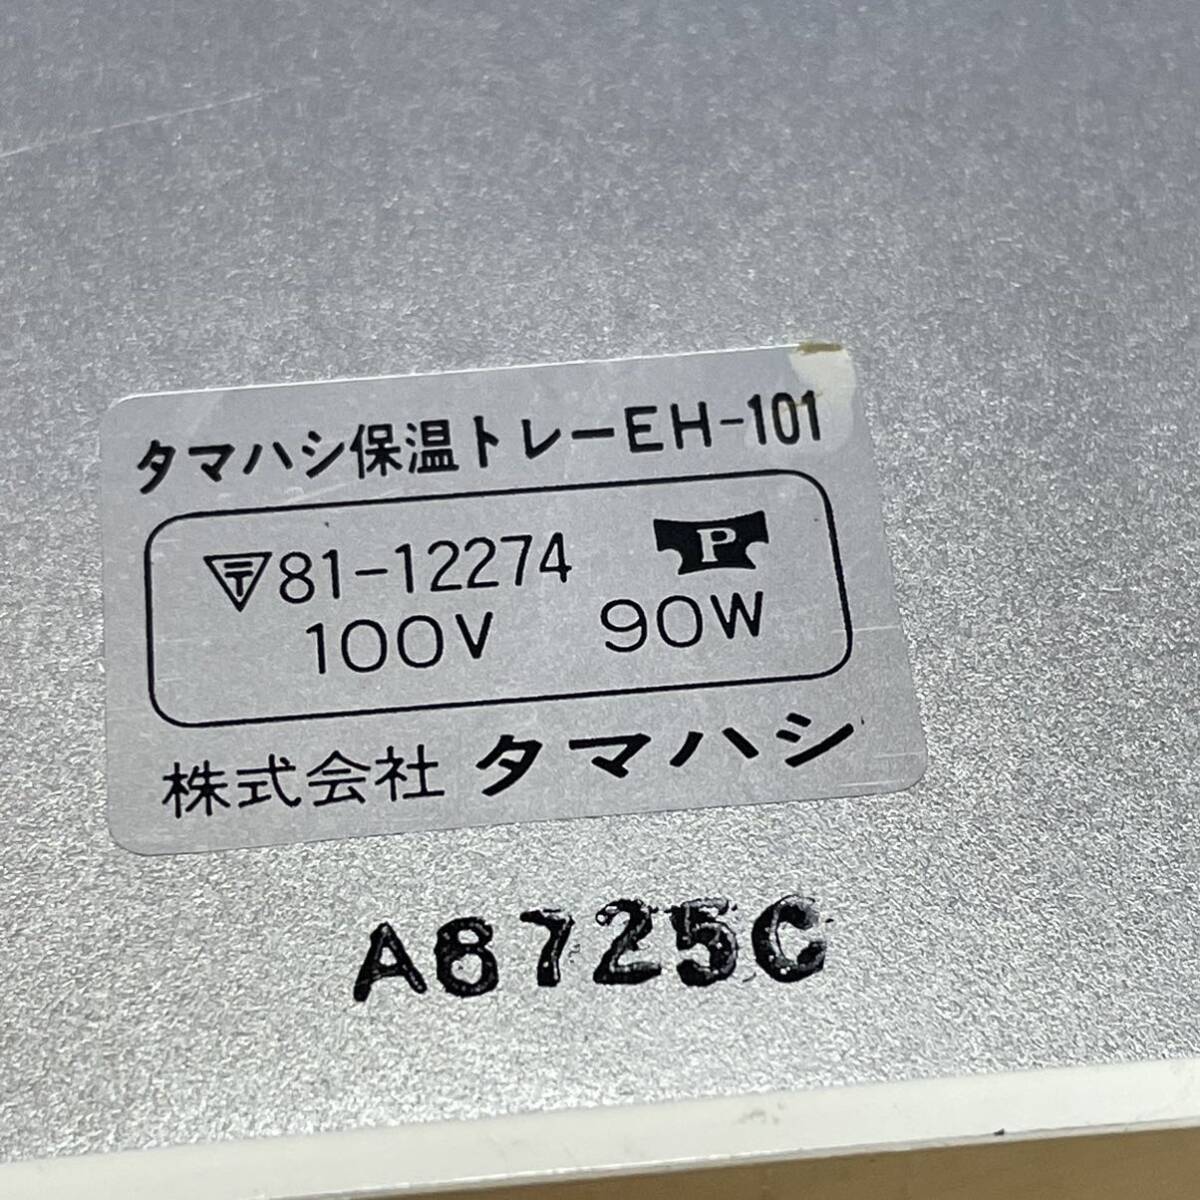 タマハシ保温トレーEH-101
〒81-12274 P
100V 90W
株式会社 タマハシ
A6725C